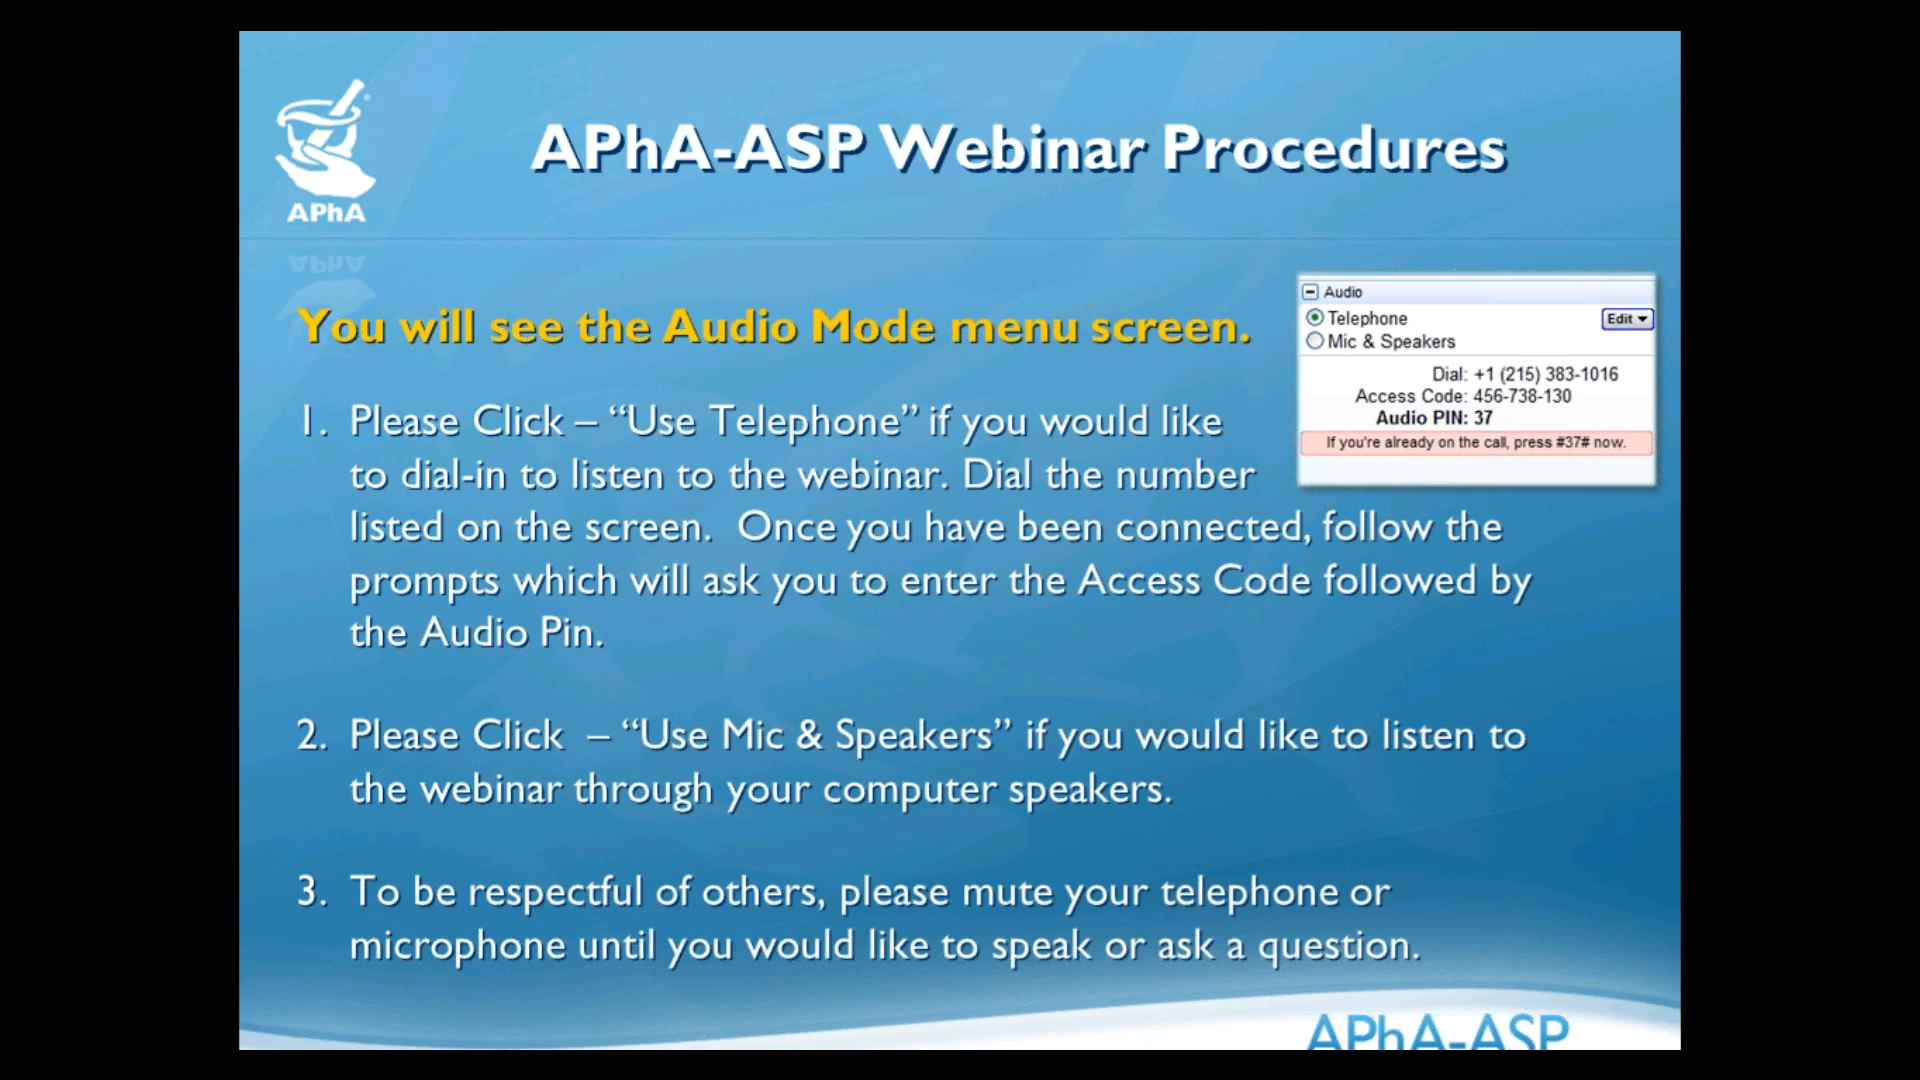 APhA-ASP Webinar Procedures
APhA
APhA
You will see the Audio Mode menu screen.
Audio
Telephone
Edit
Mic & Speakers
Dial: +1 (215) 383-1016
Access Code: 456-738-130
Audio PIN: 37
If you're already on the call, press #37# now.
1. Please Click – “Use Telephone” if you would like
to dial-in to listen to the webinar. Dial the number
listed on the screen.  Once you have been connected, follow the
prompts which will ask you to enter the Access Code followed by
the Audio Pin.
2. Please Click  – “Use Mic & Speakers” if you would like to listen to
the webinar through your computer speakers.
3. To be respectful of others, please mute your telephone or
microphone until you would like to speak or ask a question.
APhA-ASP